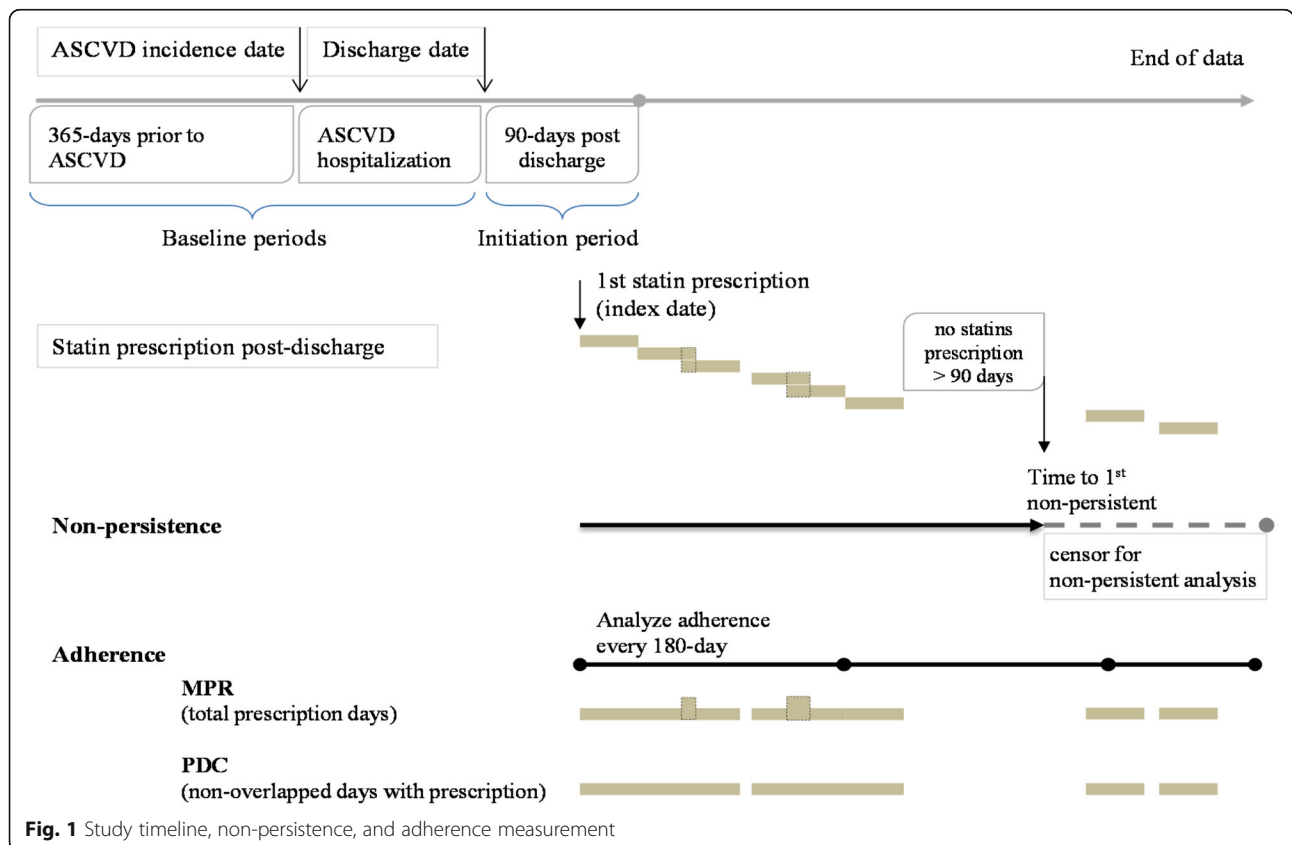 ASCVD incidence date
Discharge date
End of data
365-days prior to
ASCVD
ASCVD
hospitalization
90-days post
discharge
Baseline periods
Initiation period
1st statin prescription
(index date)
Statin prescription post-discharge
no statins
prescription
> 90 days
Time to 1st
non-persistent
Non-persistence
censor for
non-persistent analysis
Analyze adherence
every 180-day
Adherence
MPR
(total prescription days)
PDC
(non-overlapped days with prescription)
Fig. 1 Study timeline, non-persistence, and adherence measurement